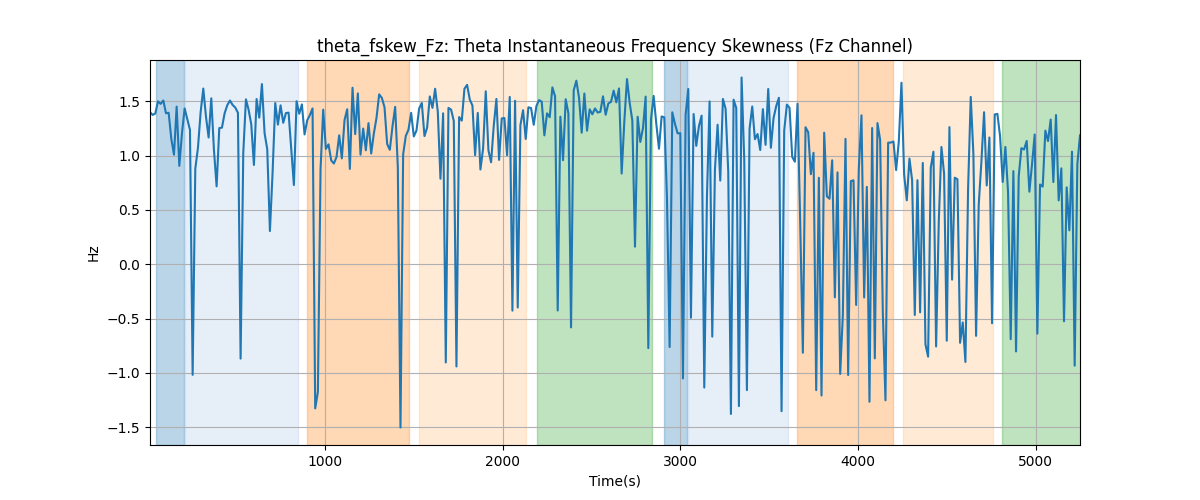 theta_fskew_Fz: Theta Instantaneous Frequency Skewness (Fz Channel)
1.5
1.0
0.5
0.0
−0.5
−1.0
−1.5
Hz
1000 2000 3000 4000 5000
Time(s)